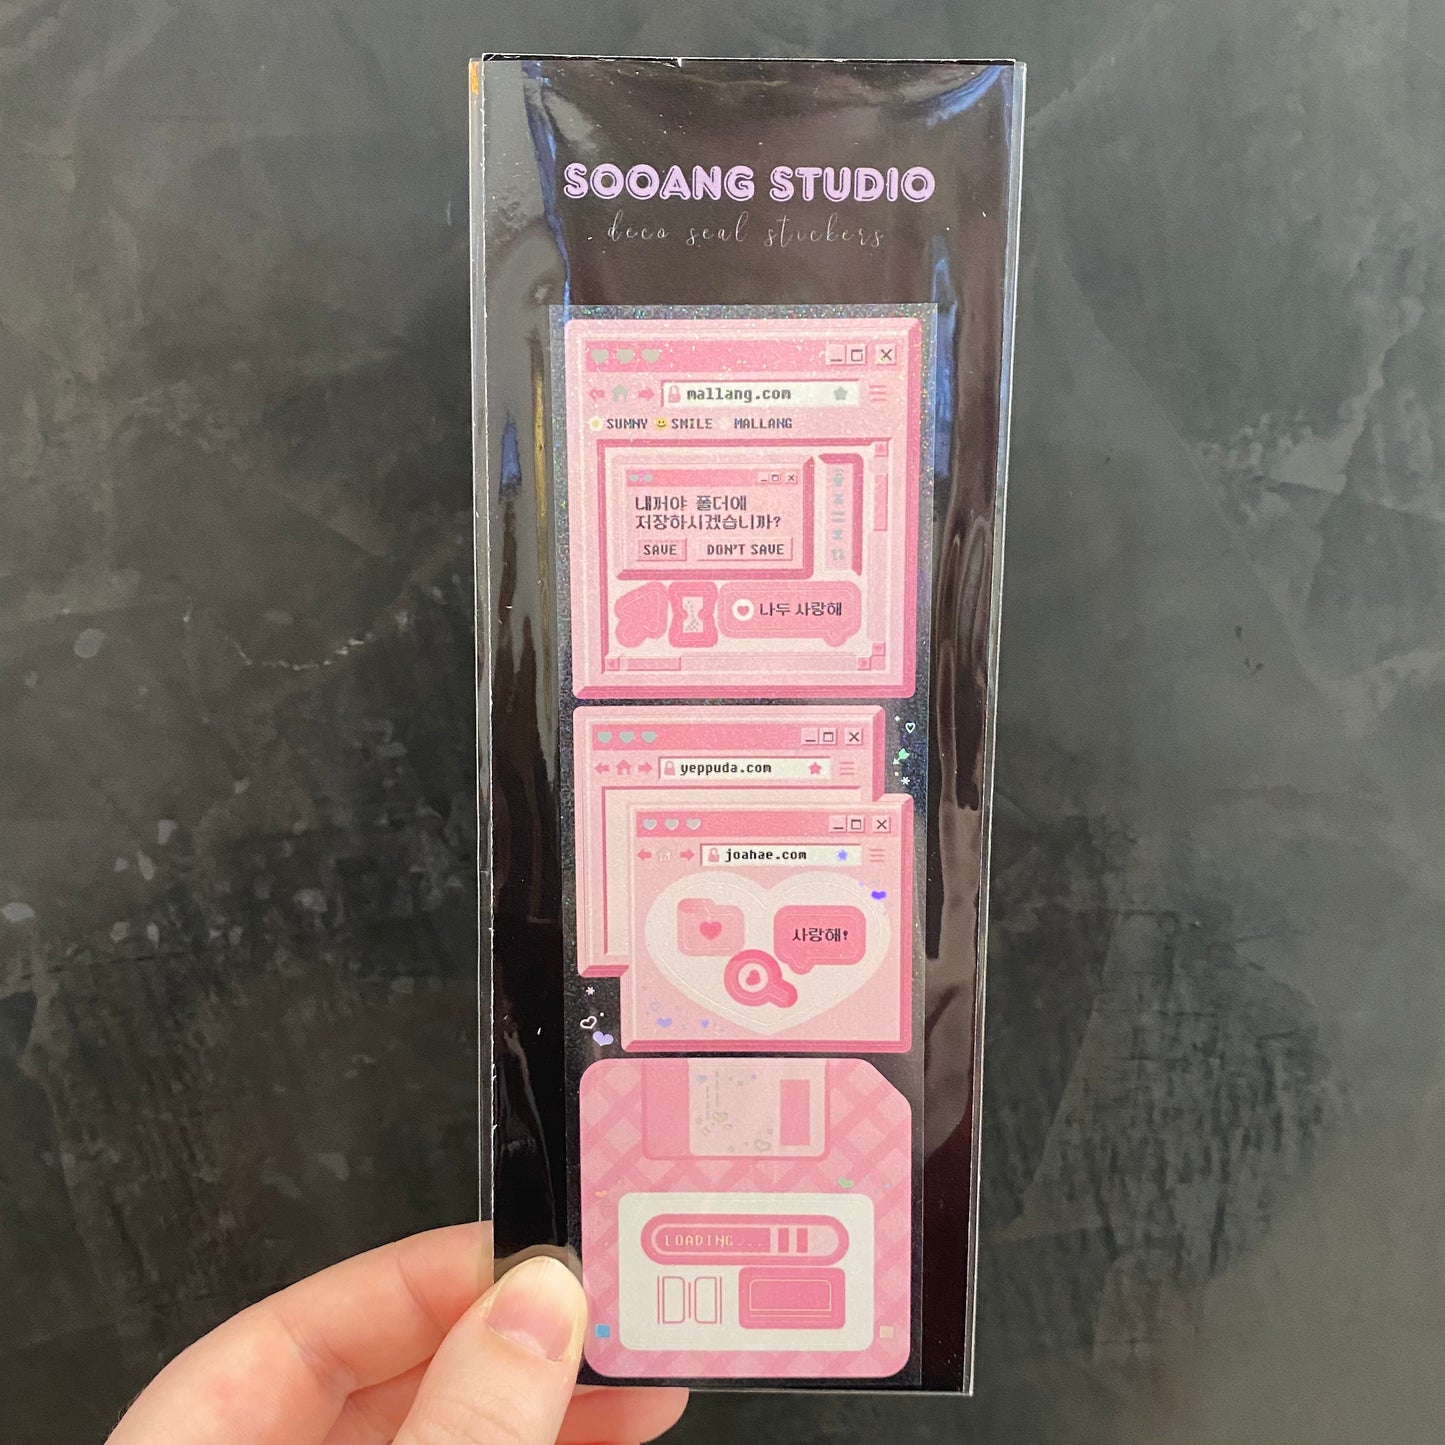 SOOANG STUDIO
deco seal stickers
mallang.com
SUNNY SMILE MALLANG
내꺼야 폴더에
저장하시겠습니까?
SAVE DON'T SAVE
나두 사랑해
yeppuda.com
joahae.com
사랑해!
LOADING...